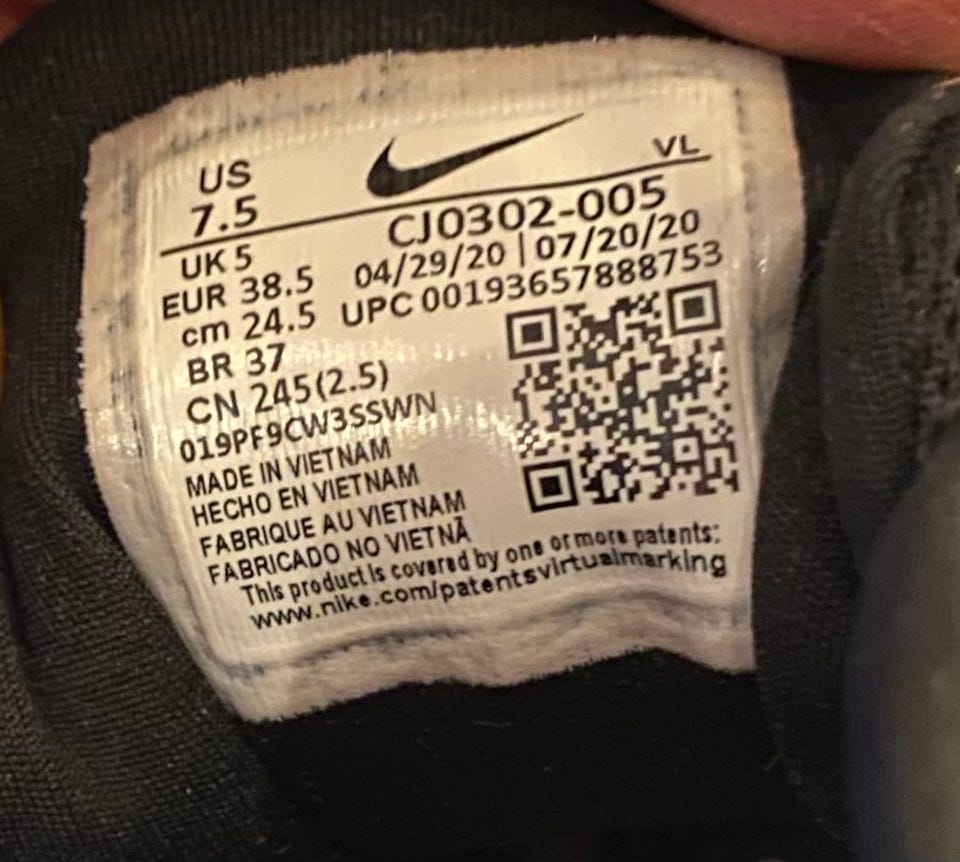 US
7.5
VL
UK 5
EUR 38.5
cm 24.5
BR 37
CN 245(2.5)
CJ0302-005
04/29/20 | 07/20/20
UPC 00193657888753
019PF9CW3SSWN
MADE IN VIETNAM
HECHO EN VIETNAM
FABRIQUE AU VIETNAM
FABRICADO NO VIETNÃ
This product is covered by one or more patents:
www.nike.com/patentsvirtualmarking